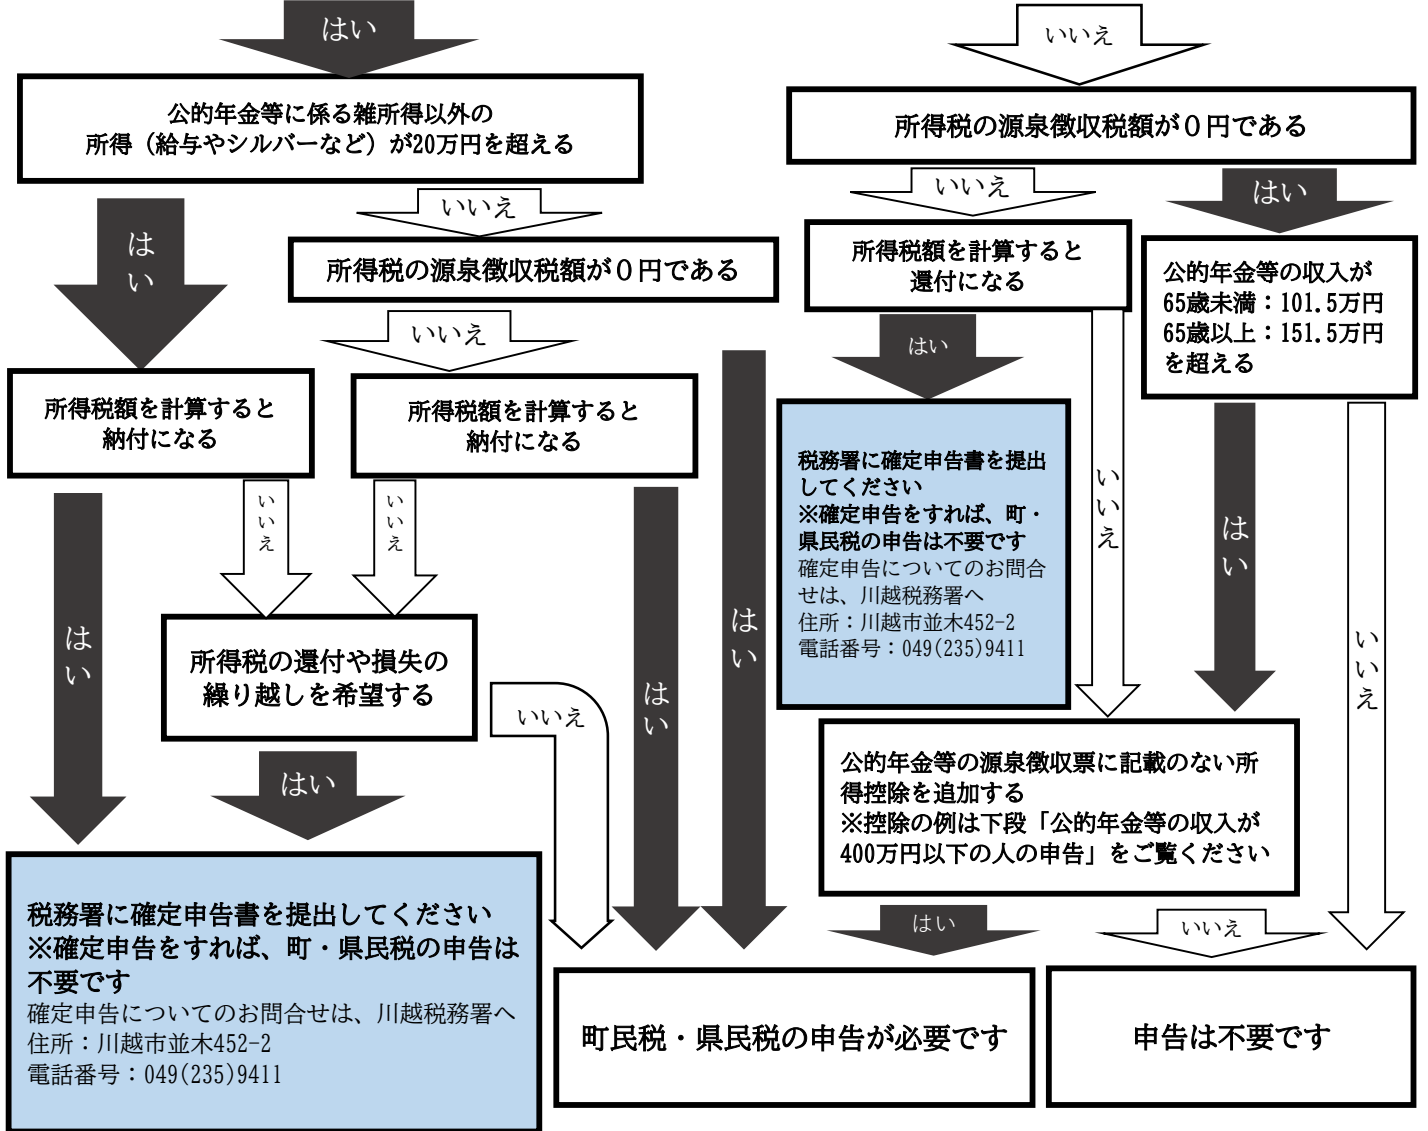 はい
いいえ
公的年金等に係る雑所得以外の
所得（給与やシルバーなど）が20万円を超える
所得税の源泉徴収税額が０円である
はい
いいえ
いいえ
はい
所得税の源泉徴収税額が０円である
所得税額を計算すると
還付になる
公的年金等の収入が
65歳未満：101.5万円
65歳以上：151.5万円
を超える
いいえ
はい
所得税額を計算すると
納付になる
所得税額を計算すると
納付になる
税務署に確定申告書を提出
してください
※確定申告をすれば、町・
県民税の申告は不要です
確定申告についてのお問合
せは、川越税務署へ
住所：川越市並木452-2
電話番号：049(235)9411
いいえ
はい
いいえ
いいえ
いいえ
はい
はい
はい
所得税の還付や損失の
繰り越しを希望する
いいえ
はい
公的年金等の源泉徴収票に記載のない所
得控除を追加する
※控除の例は下段「公的年金等の収入が
400万円以下の人の申告」をご覧ください
はい
いいえ
税務署に確定申告書を提出してください
※確定申告をすれば、町・県民税の申告は
不要です
確定申告についてのお問合せは、川越税務署へ
住所：川越市並木452-2
電話番号：049(235)9411
町民税・県民税の申告が必要です
申告は不要です